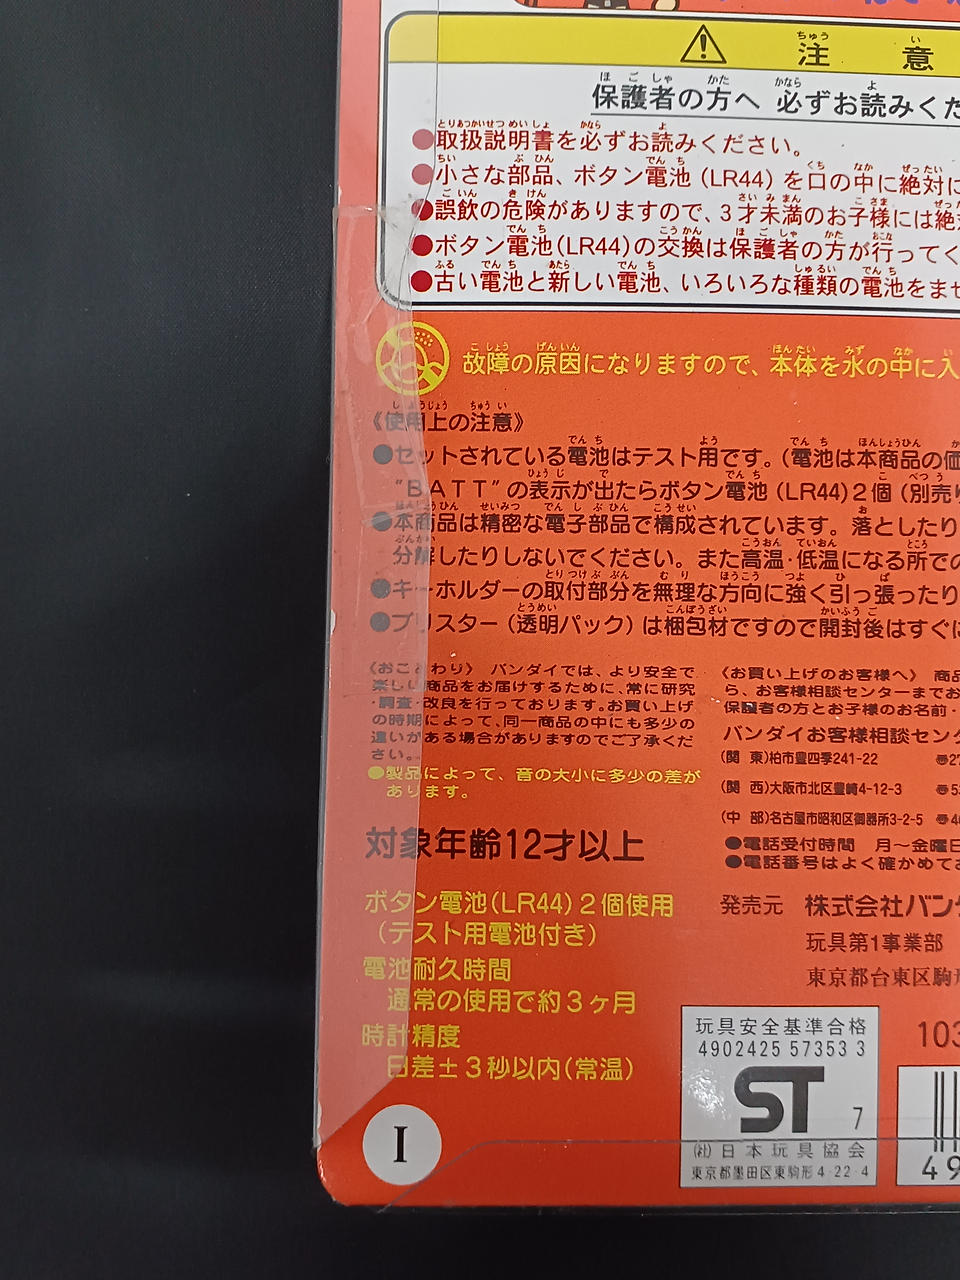 注意
保護者の方へ 必ずお読みくだ
●取扱説明書を必ずお読みください。
●小さな部品、ボタン電池(LR44)を口の中に絶対に
●誤飲の危険がありますので、3才未満のお子様には絶対
●ボタン電池(LR44)の交換は保護者の方が行ってく
●古い電池と新しい電池、いろいろな種類の電池をませ
故障の原因になりますので、本体を水の中に入
《使用上の注意》
●セットされている電池はテスト用です。(電池は本商品の価
“BATT”の表示が出たらボタン電池(LR44)2個(別売り
●本商品は精密な電子部品で構成されています。落としたり
分解したりしないでください。また高温・低温になる所での
●キーホルダーの取付部分を無理な方向に強く引っ張ったり
●ブリスター(透明パック)は梱包材ですので開封後はすぐに
〈おことわり〉 バンダイでは、より安全で
楽しい商品をお届けするために、常に研究
・調査・改良を行っております。お買い上げ
の時期によって、同一商品の中にも多少の
違いがある場合がありますのでご了承くだ
さい。
●製品によって、音の大小に多少の差が
あります。
対象年齢12才以上
ボタン電池(LR44)2個使用
(テスト用電池付き)
電池耐久時間
通常の使用で約3ヶ月
時計精度
日差±3秒以内(常温)
I
〈お買い上げのお客様へ〉 商品
ら、お客様相談センターまでお
保護者の方とお子様のお名前・
バンダイお客様相談セン
(関 東)柏市豊四季241-22
(関 西)大阪市北区豊崎4-12-3
(中 部)名古屋市昭和区御器所3-2-5
●電話受付時間 月〜金曜日
●電話番号はよく確かめてお
発売元 株式会社バン
玩具第1事業部
東京都台東区駒形
玩具安全基準合格
4902425 57353 3
ST 7
(社)日本玩具協会
東京都墨田区東駒形4-22-4
103
49